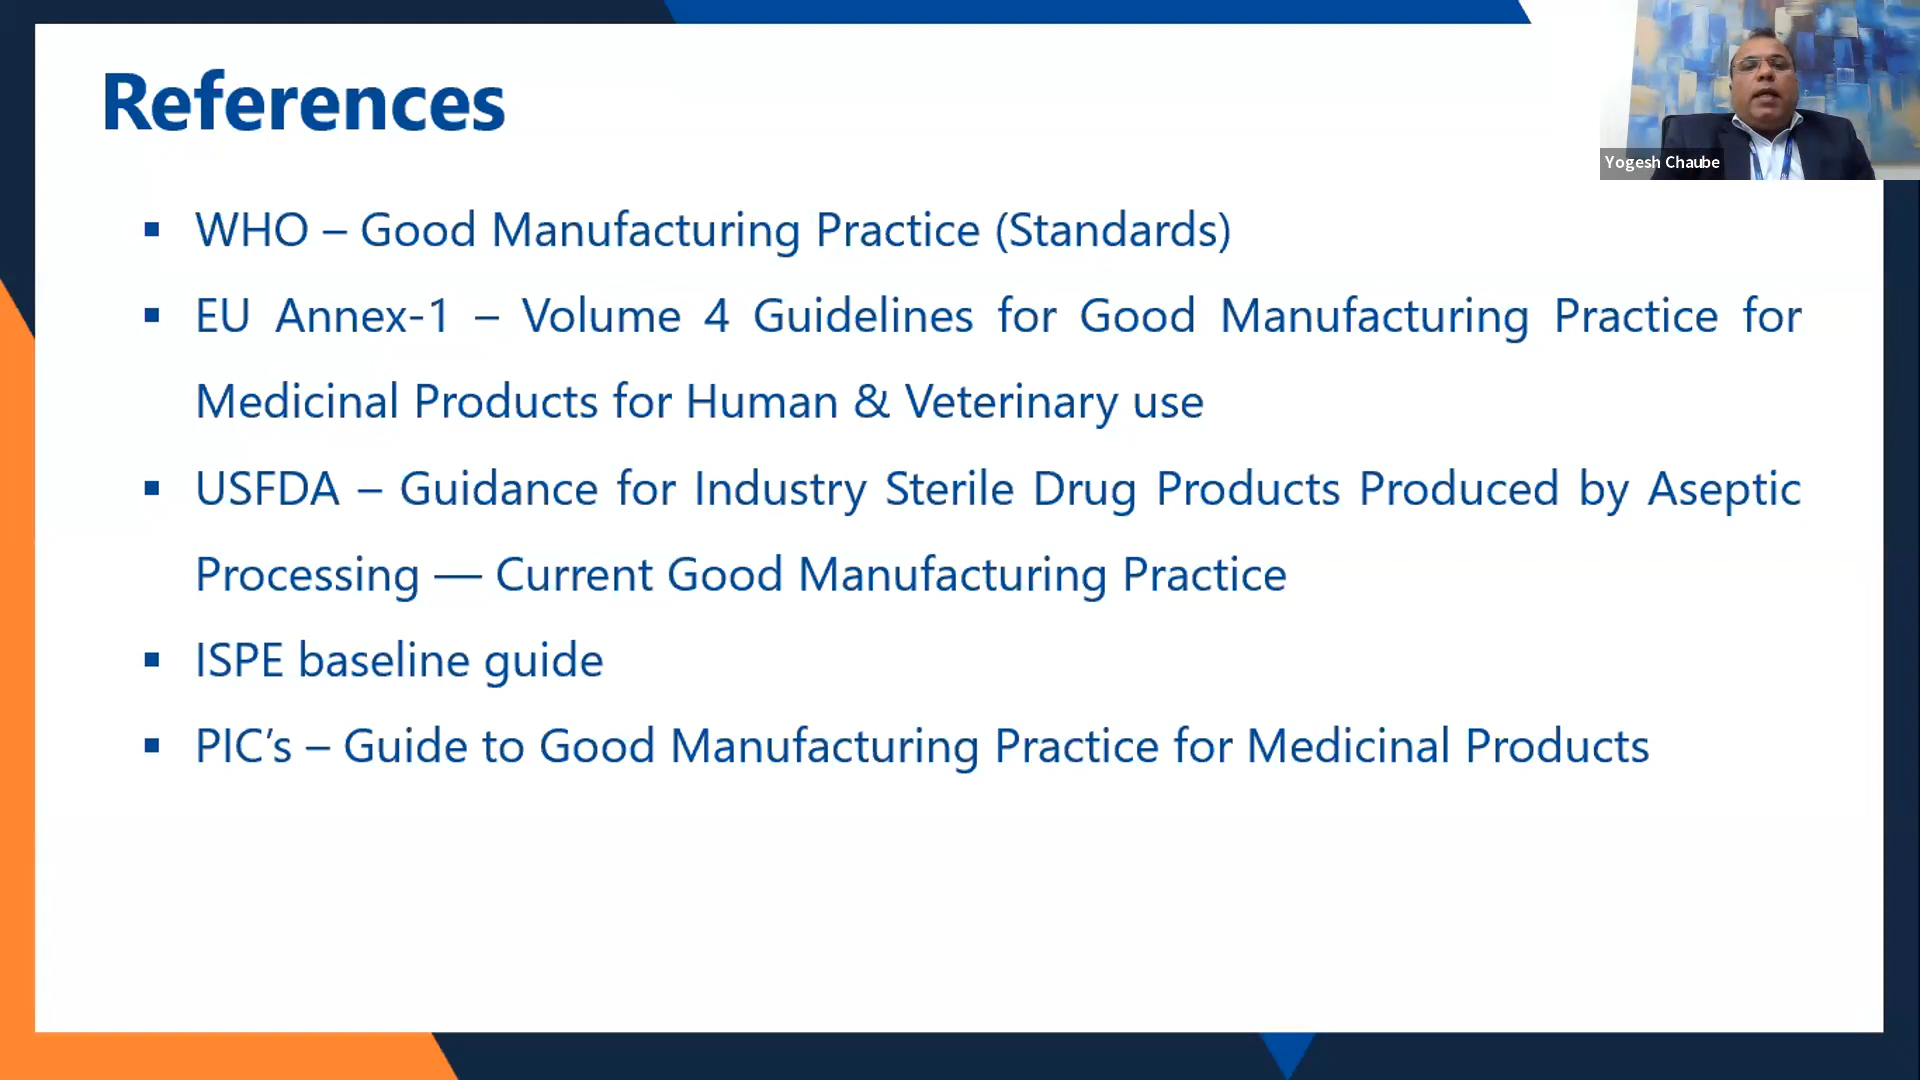 References
Yogesh Chaube
▪ WHO – Good Manufacturing Practice (Standards)
▪ EU Annex-1 – Volume 4 Guidelines for Good Manufacturing Practice for
Medicinal Products for Human & Veterinary use
▪ USFDA – Guidance for Industry Sterile Drug Products Produced by Aseptic
Processing — Current Good Manufacturing Practice
▪ ISPE baseline guide
▪ PIC’s – Guide to Good Manufacturing Practice for Medicinal Products